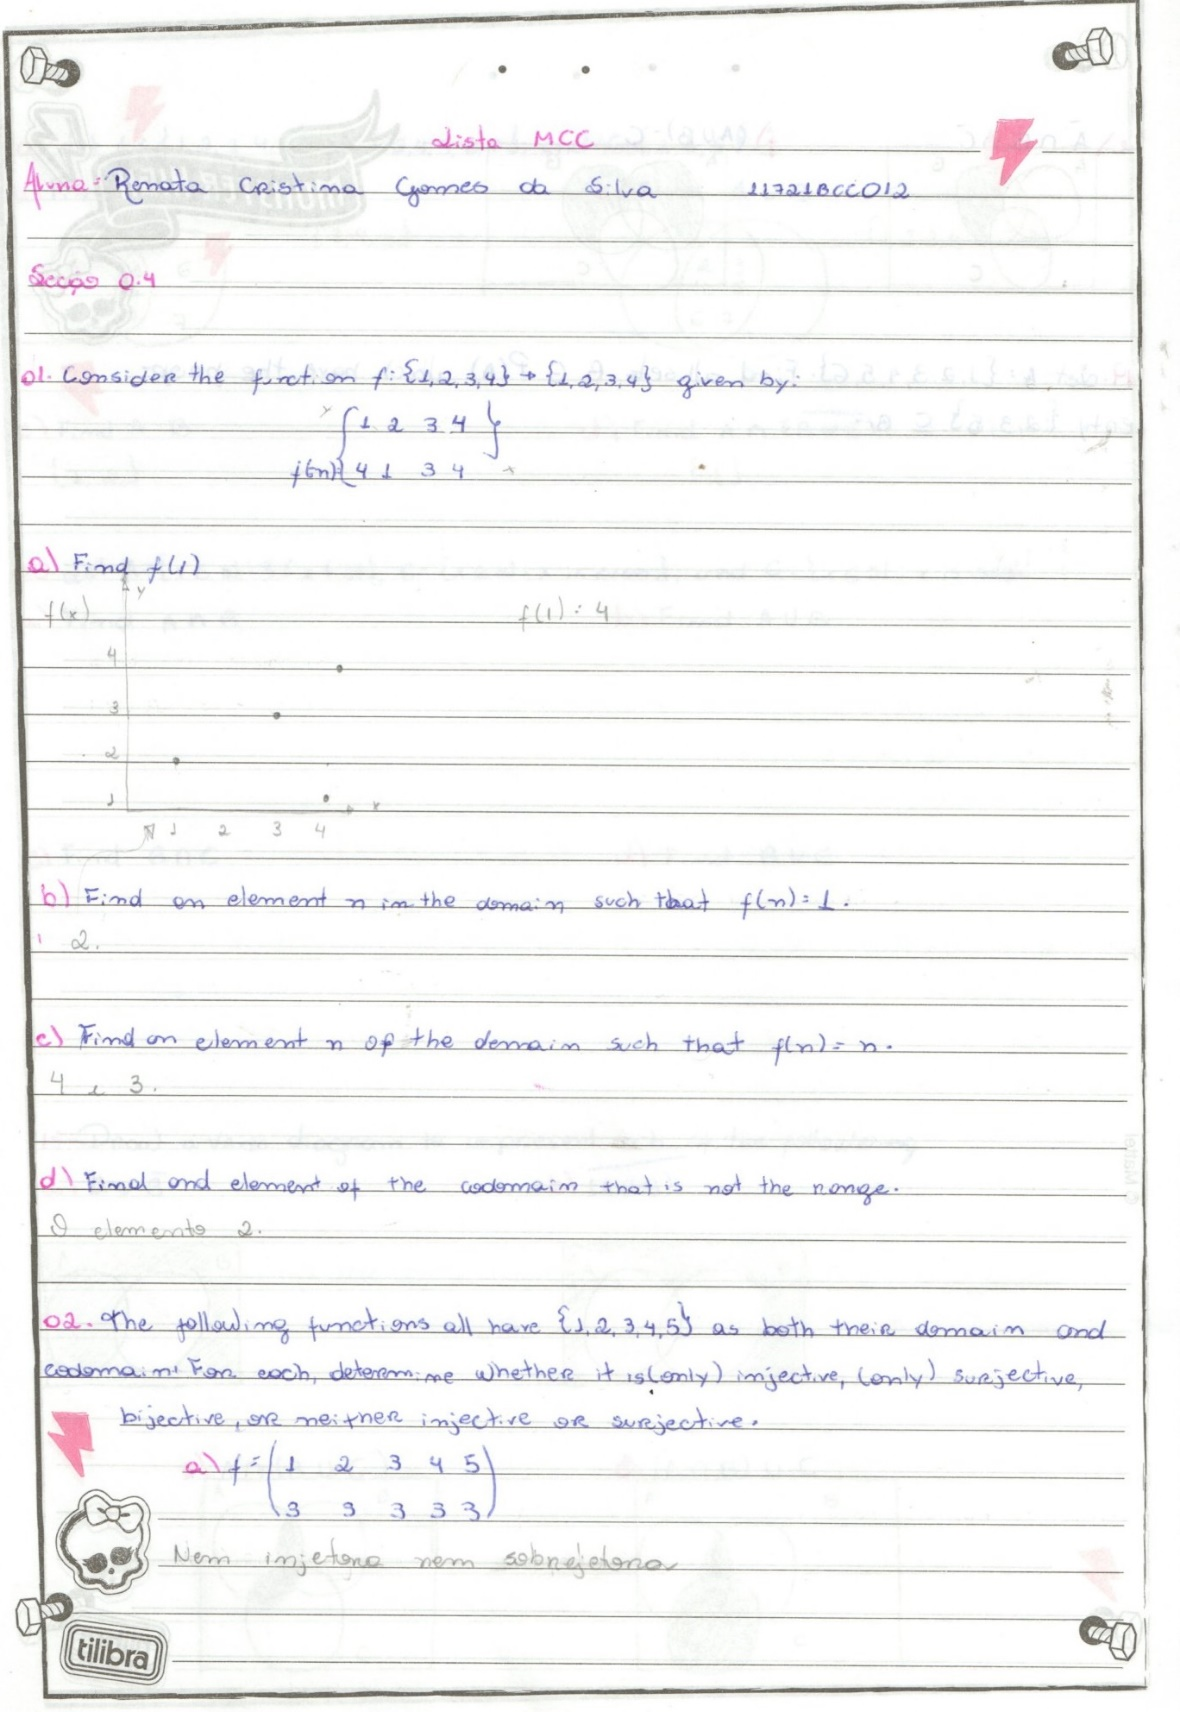 Lista MCC
Aluna: Renata Cristina Gomes da Silva 11721BCC012
Secção 0.4
01. Consider the function f: {1,2,3,4} → {1,2,3,4} given by:
1 2 3 4
f(n) 4 1 3 4
a) Find f(1)
y
f(x) f(1) = 4
4
3
2
1
x
1 2 3 4
b) Find an element n in the domain such that f(n) = 1.
2.
c) Find an element n of the domain such that f(n) = n.
4 e 3.
d) Find and element of the codomain that is not the range.
O elemento 2.
02. The following functions all have {1,2,3,4,5} as both their domain and
codomain. For each, determine whether it is (only) injective, (only) surjective,
bijective, or neither injective or surjective.
a) f = ( 1 2 3 4 5 )
3 3 3 3 3
Nem injetora nem sobrejetora
tilibra